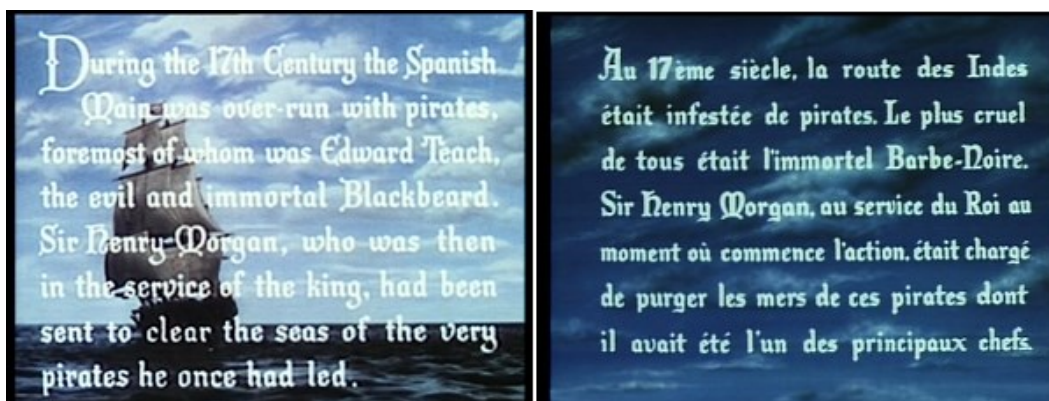 During the 17th Century the Spanish
Main was over-run with pirates,
foremost of whom was Edward Teach,
the evil and immortal Blackbeard.
Sir Henry Morgan, who was then
in the service of the king, had been
sent to clear the seas of the very
pirates he once had led.
Au 17ème siècle, la route des Indes
était infestée de pirates. Le plus cruel
de tous était l'immortel Barbe-Noire.
Sir Henry Morgan, au service du Roi au
moment où commence l'action, était chargé
de purger les mers de ces pirates dont
il avait été l'un des principaux chefs.